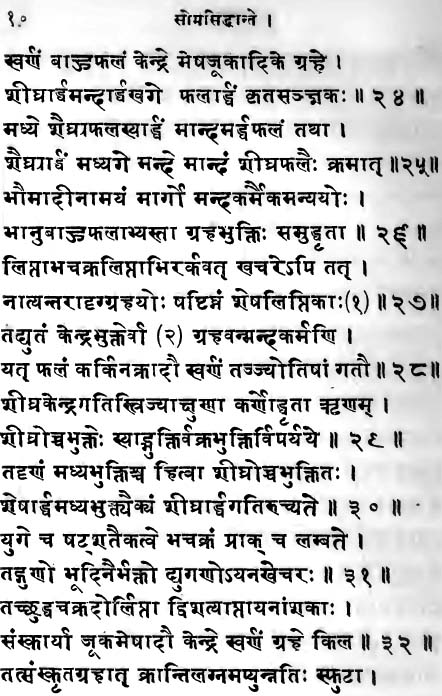 १० सोमसिद्धान्ते ।
स्वर्णं बाहुफलं केन्द्रे मेषजूकादिके ग्रहे ।
शीघ्रार्द्धमन्दार्द्धखगे फलार्द्धं कृतसञ्ज्ञकः ॥ २४ ॥
मध्ये शैघ्रफलस्यार्द्धं मान्दमर्द्धफलं तथा ।
शैघ्रार्द्धं मध्यगे मन्दे मान्दं शीघ्रफलैः क्रमात् ॥२५॥
भौमादीनामयं मार्गो मन्दकर्मैकमन्ययोः ।
भानुबाहुफलाभ्यस्ता ग्रहभुक्तिः समुद्धृता ॥ २६ ॥
लिप्ताभचक्रलिप्ताभिरर्कवत् खचरेऽपि तत् ।
नात्यन्तरादृग्ग्रहयोः षष्टिघ्नं शेषलिप्तिकाः(१) ॥ २७॥
तद्युतं केन्द्रभुक्तेर्वा (२) ग्रहवन्मन्दकर्मणि ।
यत् फलं कर्किनक्रादौ स्वर्णं तज्ज्योतिषां गतौ ॥२८॥
शीघ्रकेन्द्रगतिस्त्रिज्याहृणा कर्णोद्धृता ऋणम् ।
शीघ्रोच्चभुक्तेः स्याद्भुक्तिर्वक्रभुक्तिर्विपर्यये ॥ २९ ॥
तदृणं मध्यभुक्तिञ्च हित्वा शीघ्रोच्चभुक्तितः ।
शेषार्द्धमध्यभुक्त्यैक्यं शीघ्रार्द्धगतिरुच्यते ॥ ३० ॥
युगे च षट्शतैकत्वे भचक्रं प्राक् च लम्बते ।
तद्गुणो भूदिनैर्भक्तो द्युगणोऽयनखेचरः ॥ ३१ ॥
तच्छुद्धचक्रदोर्लिप्ता द्विशत्याप्तायनांशकाः ।
संस्कार्या जूकमेषादौ केन्द्रे स्वर्णं ग्रहे किल ॥ ३२ ॥
तत्संस्कृतग्रहात् क्रान्तिलग्नमप्युन्नतिः स्फुटा ।